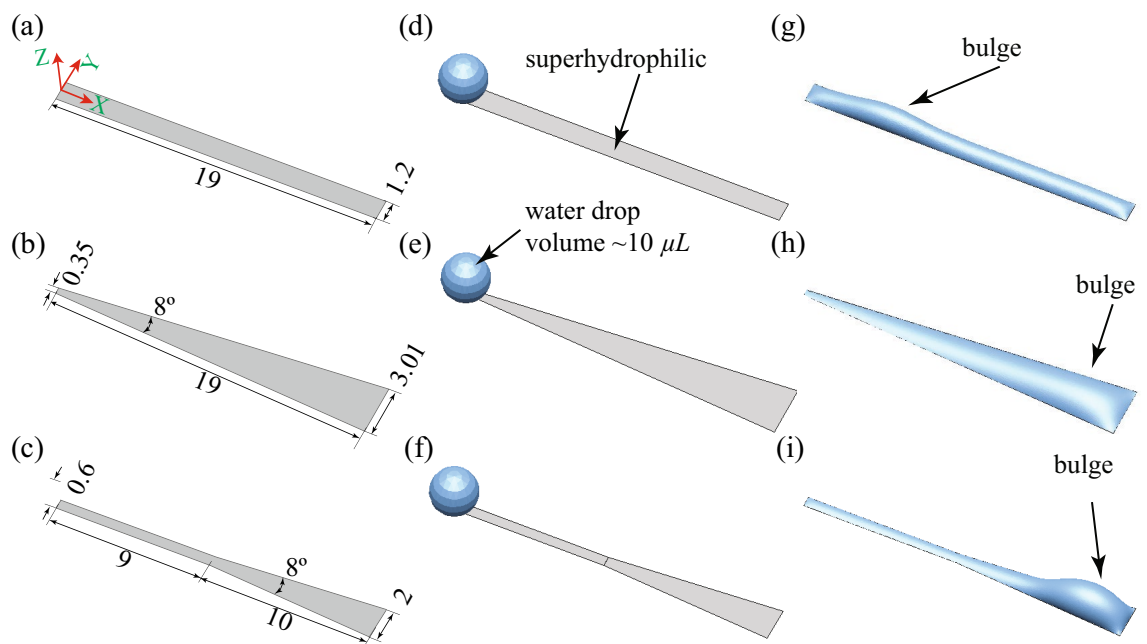 (a)
Z
Y
X
19
1.2
(d)
superhydrophilic
(g)
bulge
(b)
0.35
8º
19
3.01
(e)
water drop
volume ~10 µL
(h)
bulge
(c)
0.6
9
8º
10
2
(f)
(i)
bulge